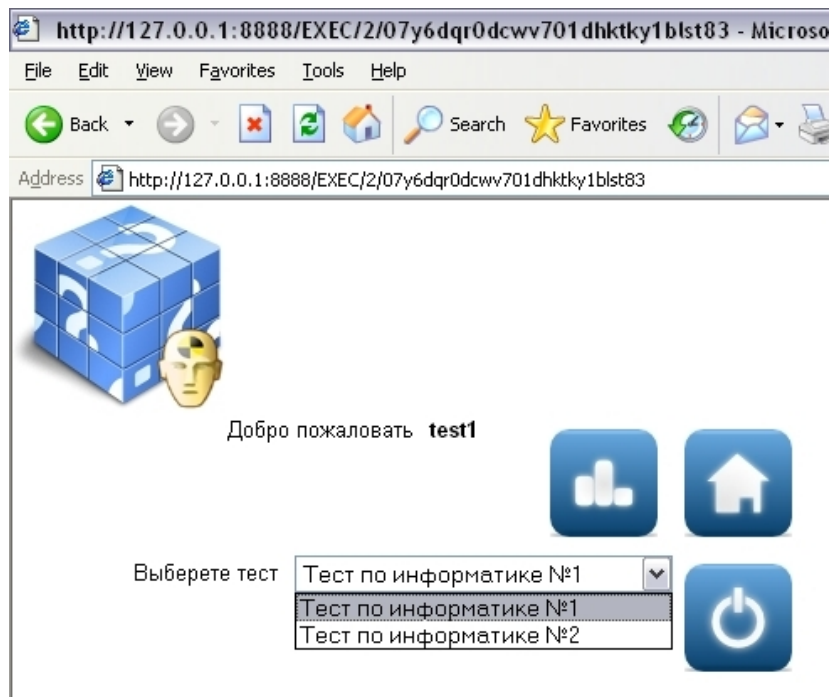 http://127.0.0.1:8888/EXEC/2/07y6dqr0dcwv701dhktky1blst83 - Microso
File Edit View Favorites Tools Help
Back Search Favorites
Address http://127.0.0.1:8888/EXEC/2/07y6dqr0dcwv701dhktky1blst83
Добро пожаловать test1
Выберете тест Тест по информатике №1
Тест по информатике №1
Тест по информатике №2